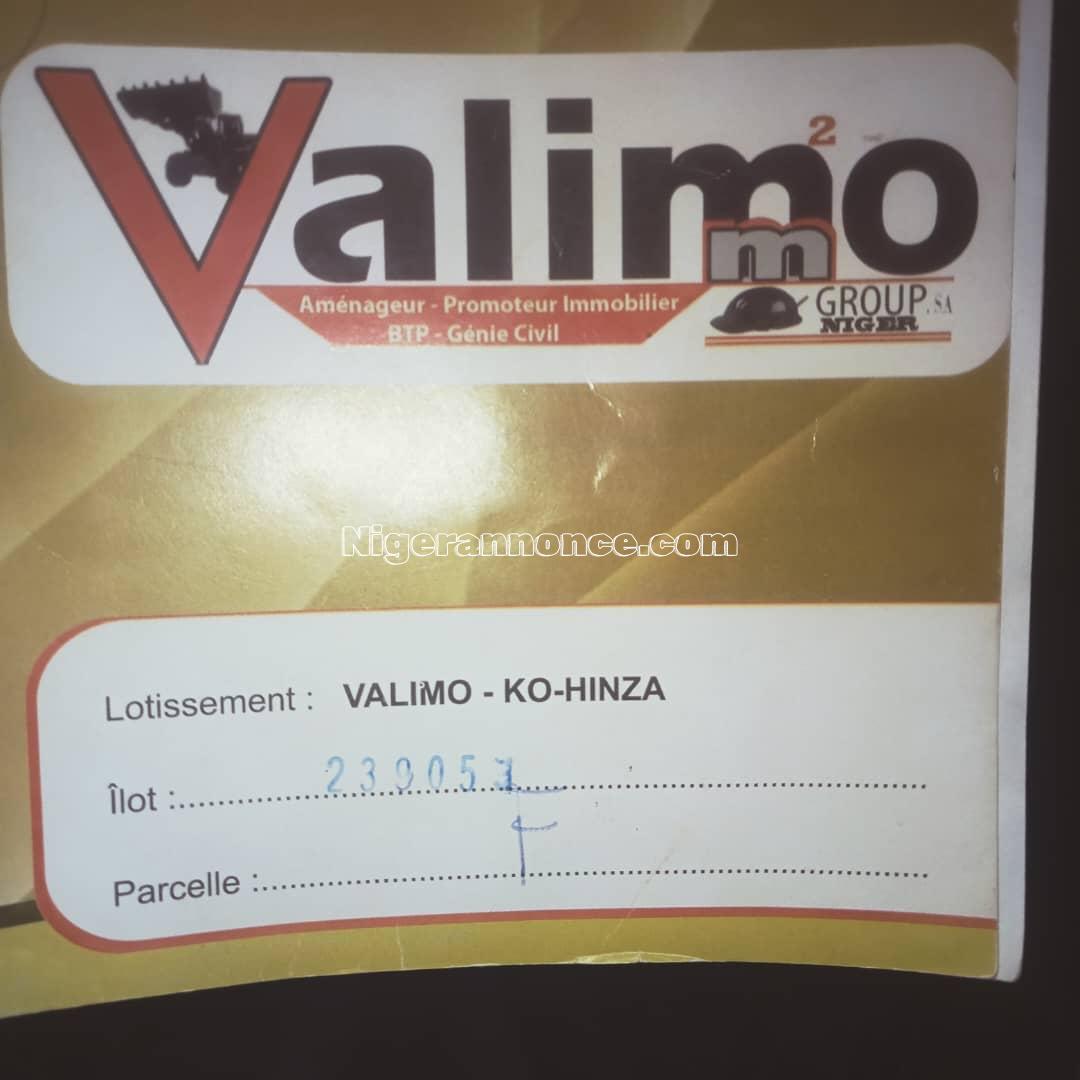 Valimo
m²
Aménageur - Promoteur Immobilier
BTP - Génie Civil
GROUP.SA
NIGER
Nigerannonce.com
Lotissement : VALIMO - KO-HINZA
Îlot :
Parcelle :